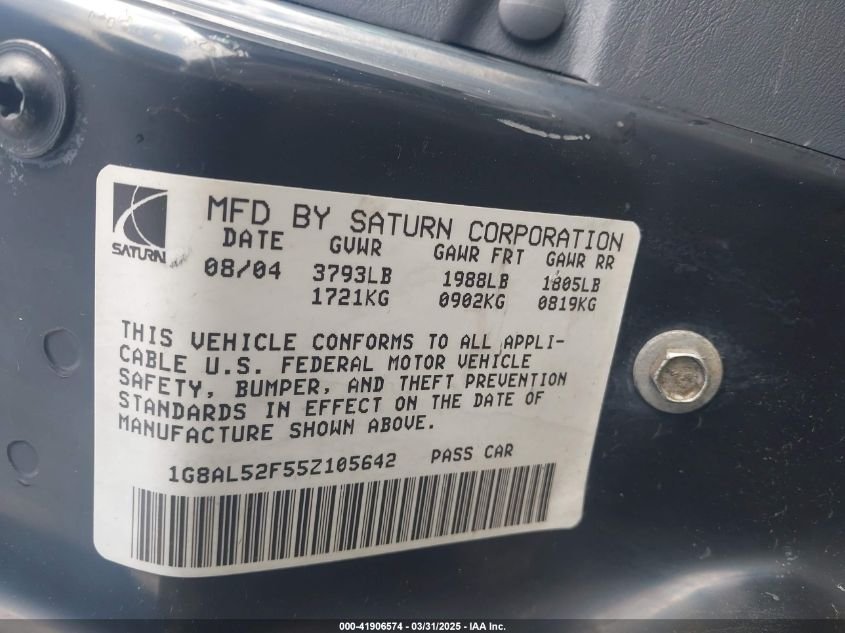 SATURN
MFD BY SATURN CORPORATION
DATE GVWR GAWR FRT GAWR RR
08/04 3793LB 1988LB 1805LB
1721KG 0902KG 0819KG
THIS VEHICLE CONFORMS TO ALL APPLI-
CABLE U.S. FEDERAL MOTOR VEHICLE
SAFETY, BUMPER, AND THEFT PREVENTION
STANDARDS IN EFFECT ON THE DATE OF
MANUFACTURE SHOWN ABOVE.
1G8AL52F55Z105642 PASS CAR
000-41906574 / 03/31/2025 - IAA Inc.